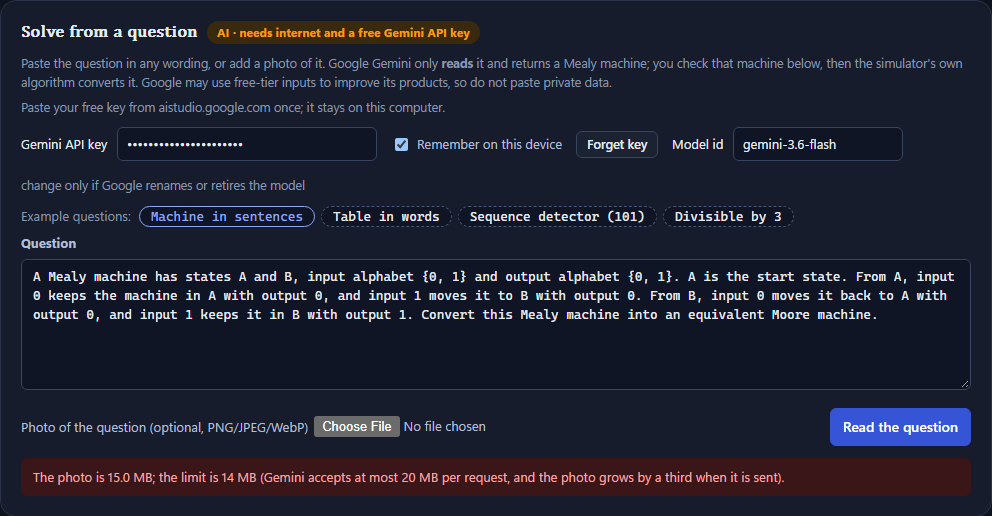 Solve from a question AI · needs internet and a free Gemini API key
Paste the question in any wording, or add a photo of it. Google Gemini only reads it and returns a Mealy machine; you check that machine below, then the simulator's own
algorithm converts it. Google may use free-tier inputs to improve its products, so do not paste private data.
Paste your free key from aistudio.google.com once; it stays on this computer.
Gemini API key ••••••••••••••••••••••• Remember on this device Forget key Model id gemini-3.6-flash
change only if Google renames or retires the model
Example questions: Machine in sentences Table in words Sequence detector (101) Divisible by 3
Question
A Mealy machine has states A and B, input alphabet {0, 1} and output alphabet {0, 1}. A is the start state. From A, input
0 keeps the machine in A with output 0, and input 1 moves it to B with output 0. From B, input 0 moves it back to A with
output 0, and input 1 keeps it in B with output 1. Convert this Mealy machine into an equivalent Moore machine.
Photo of the question (optional, PNG/JPEG/WebP) Choose File No file chosen Read the question
The photo is 15.0 MB; the limit is 14 MB (Gemini accepts at most 20 MB per request, and the photo grows by a third when it is sent).